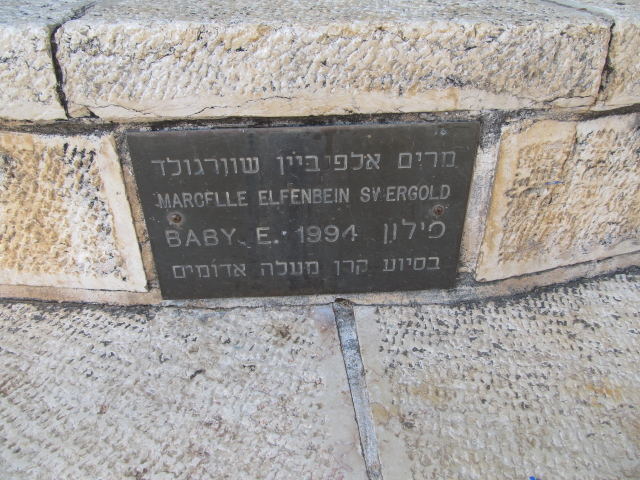 מרים אלפיביין שוורגולד
MARCELLE ELFENBEIN SWERGOLD
BABY E. 1994 פילון
בסיוע קרן מעלה אדומים